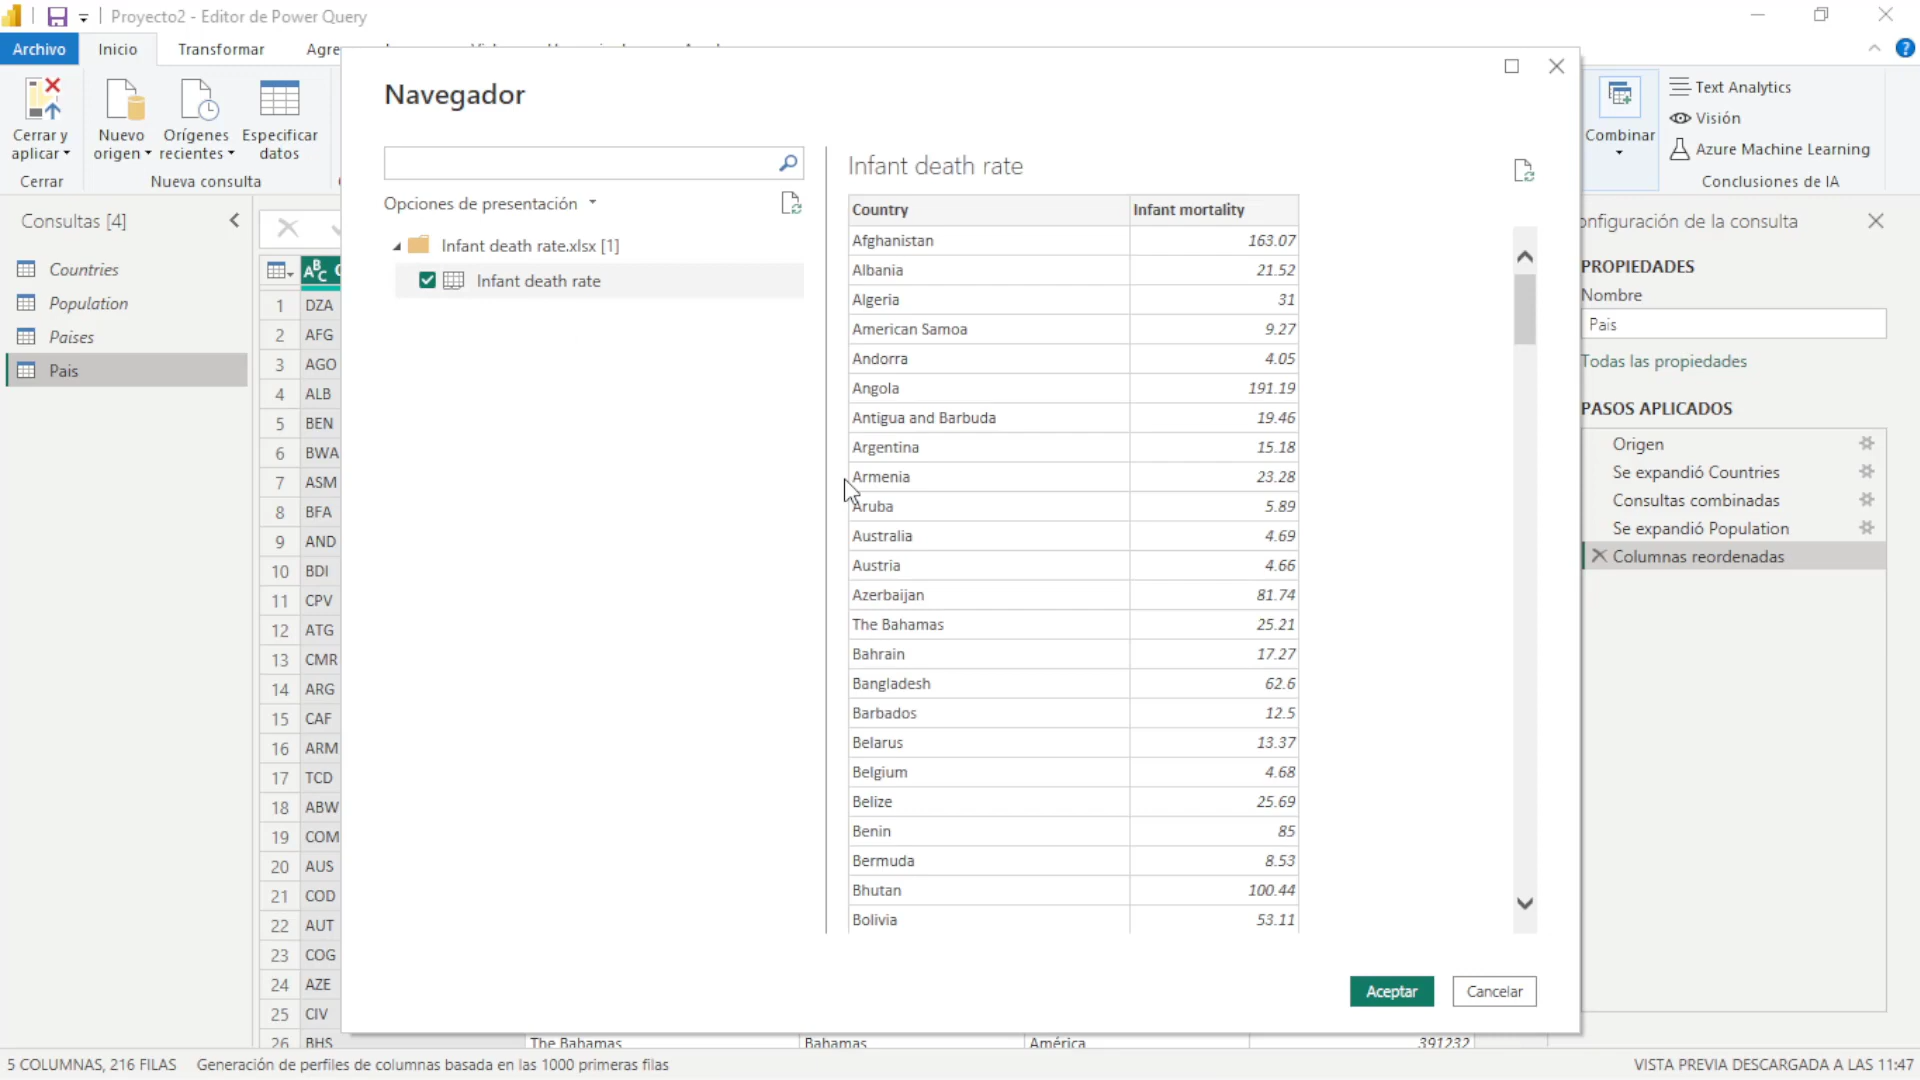 Proyecto2 - Editor de Power Query
Archivo
Inicio
Transformar
Agre
Cerrar y
aplicar
Nuevo
origen
Orígenes
recientes
Especificar
datos
Cerrar
Nueva consulta
Combinar
Text Analytics
Visión
Azure Machine Learning
Conclusiones de IA
Consultas [4]
Countries
Population
Paises
Pais
1 DZA
2 AFG
3 AGO
4 ALB
5 BEN
6 BWA
7 ASM
8 BFA
9 AND
10 BDI
11 CPV
12 ATG
13 CMR
14 ARG
15 CAF
16 ARM
17 TCD
18 ABW
19 COM
20 AUS
21 COD
22 AUT
23 COG
24 AZE
25 CIV
26 BHS The Bahamas Bahamas América 391232
Navegador
Opciones de presentación
Infant death rate.xlsx [1]
Infant death rate
Infant death rate
Country Infant mortality
Afghanistan 163.07
Albania 21.52
Algeria 31
American Samoa 9.27
Andorra 4.05
Angola 191.19
Antigua and Barbuda 19.46
Argentina 15.18
Armenia 23.28
Aruba 5.89
Australia 4.69
Austria 4.66
Azerbaijan 81.74
The Bahamas 25.21
Bahrain 17.27
Bangladesh 62.6
Barbados 12.5
Belarus 13.37
Belgium 4.68
Belize 25.69
Benin 85
Bermuda 8.53
Bhutan 100.44
Bolivia 53.11
Aceptar
Cancelar
onfiguración de la consulta
PROPIEDADES
Nombre
Pais
Todas las propiedades
PASOS APLICADOS
Origen
Se expandió Countries
Consultas combinadas
Se expandió Population
Columnas reordenadas
5 COLUMNAS, 216 FILAS
Generación de perfiles de columnas basada en las 1000 primeras filas
VISTA PREVIA DESCARGADA A LAS 11:47